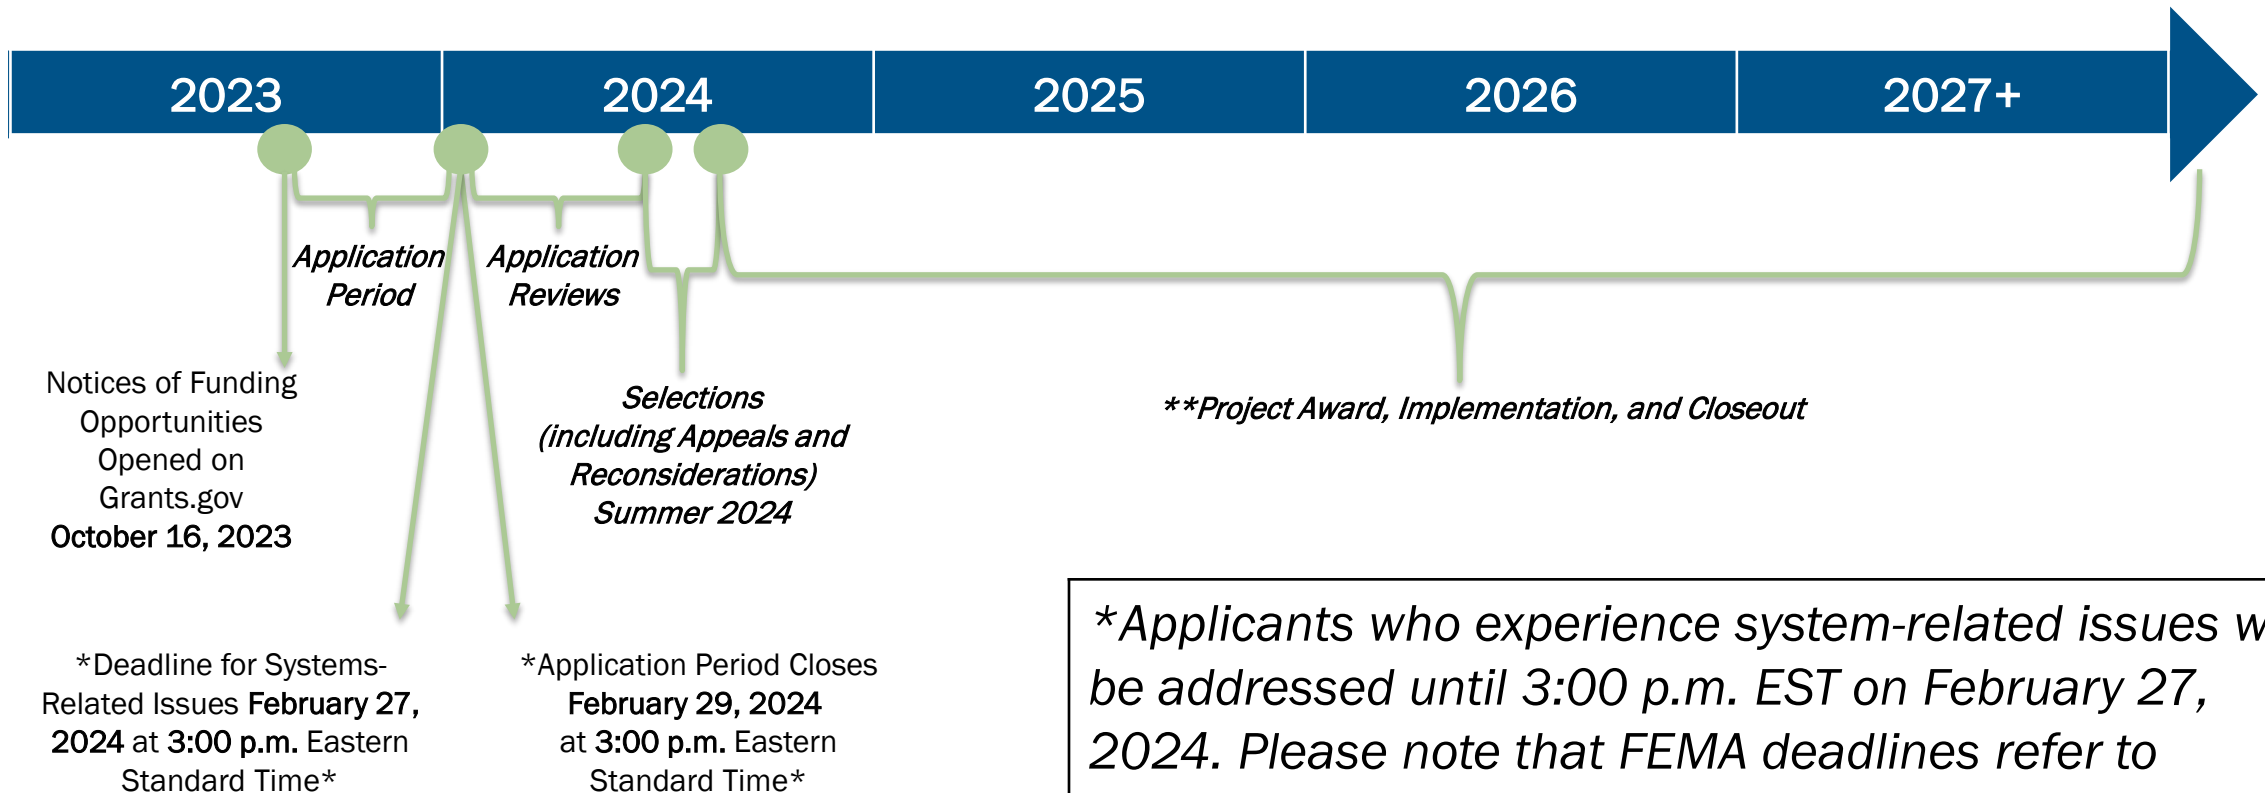 2023
2024
2025
2026
2027+
Application
Period
Application
Reviews
Notices of Funding
Opportunities
Opened on
Grants.gov
October 16, 2023
Selections
(including Appeals and
Reconsiderations)
Summer 2024
**Project Award, Implementation, and Closeout
*Deadline for Systems-
Related Issues February 27,
2024 at 3:00 p.m. Eastern
Standard Time*
*Application Period Closes
February 29, 2024
at 3:00 p.m. Eastern
Standard Time*
*Applicants who experience system-related issues
be addressed until 3:00 p.m. EST on February 27,
2024. Please note that FEMA deadlines refer to